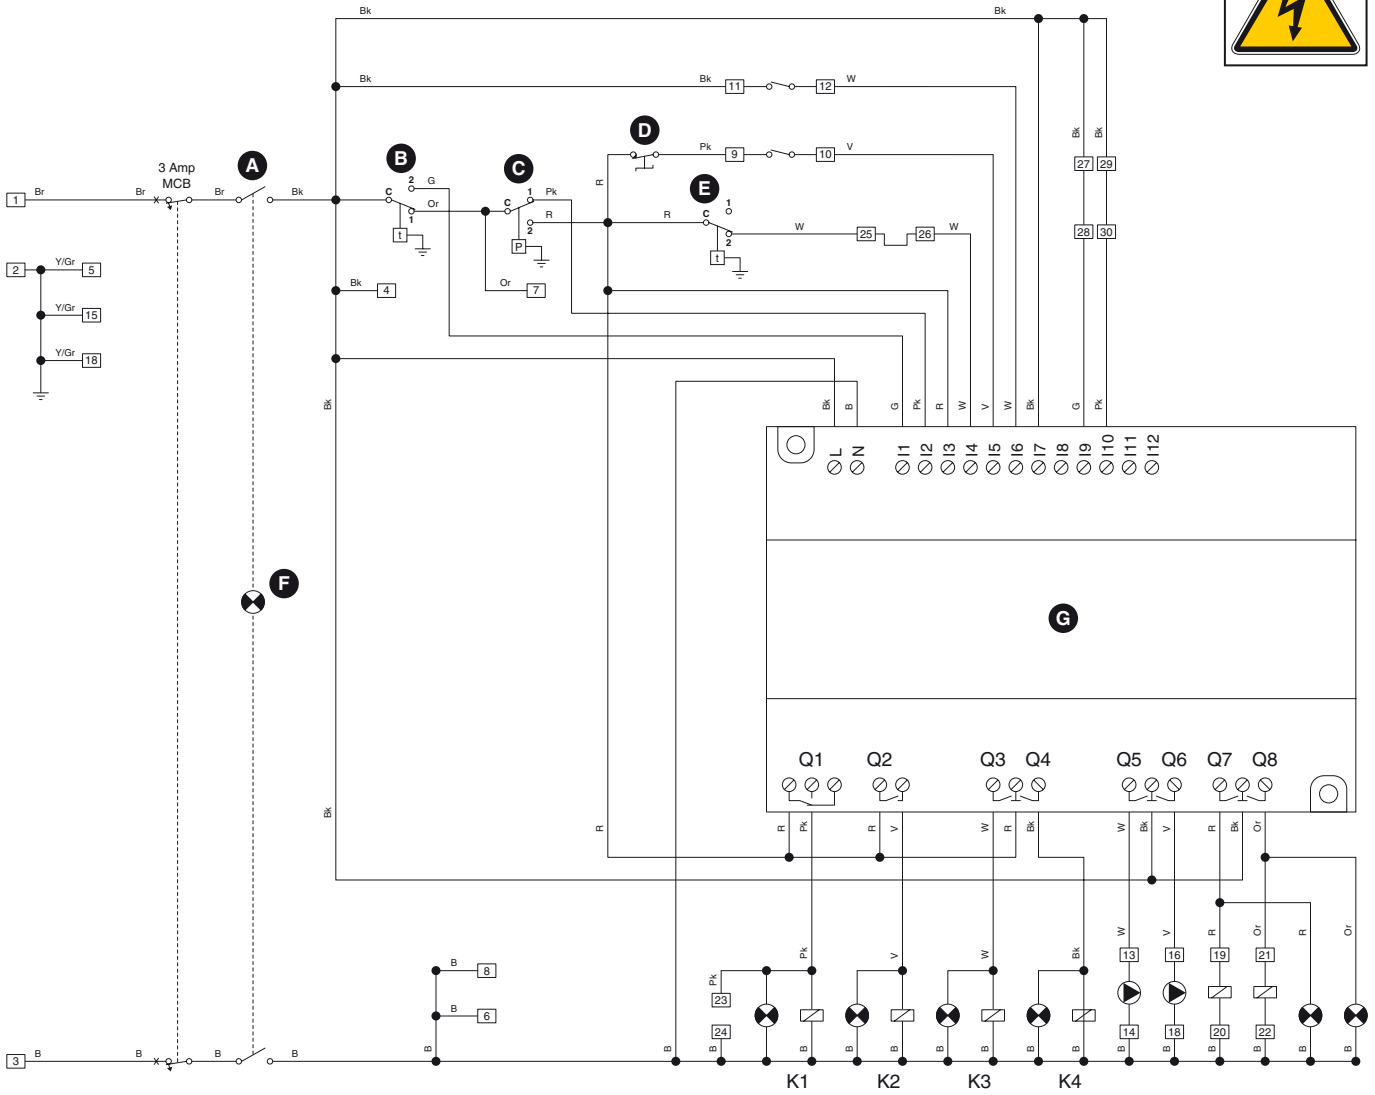 Bk Bk
Bk Bk 11 12 W
D
Pk 9 10 V
Bk Bk
27 29
3 Amp
MCB
A
B
C
E
1 Br Br Br Bk
C 2 G
1 Or
t
C 1 Pk
2 R
P
R
R
C 1
2
t
W 25 26 W
28 30
2 Y/Gr 5
Y/Gr 15
Y/Gr 18
Bk 4
Or 7
Bk
Bk B G Pk R W V W Bk G Pk
L N I1 I2 I3 I4 I5 I6 I7 I8 I9 I10 I11 I12
F
G
Q1 Q2 Q3 Q4 Q5 Q6 Q7 Q8
Bk
R
R Pk R V W R Bk W Bk V R Bk Or
Pk V W Bk W V R Or R Or
B 8
B 6
B
Pk
23
24
13 16 19 21
14 18 20 22
3 B B B B
B B B B B B B B B B B B B B B B
K1 K2 K3 K4